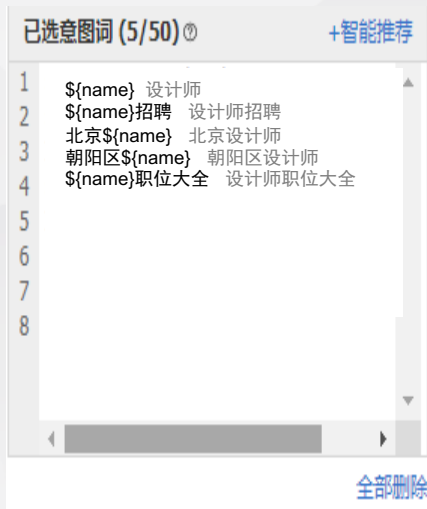 已选意图词 (5/50) ? +智能推荐
1
2
3
4
5
6
7
8
${name} 设计师
${name}招聘 设计师招聘
北京${name} 北京设计师
朝阳区${name} 朝阳区设计师
${name}职位大全 设计师职位大全
全部删除